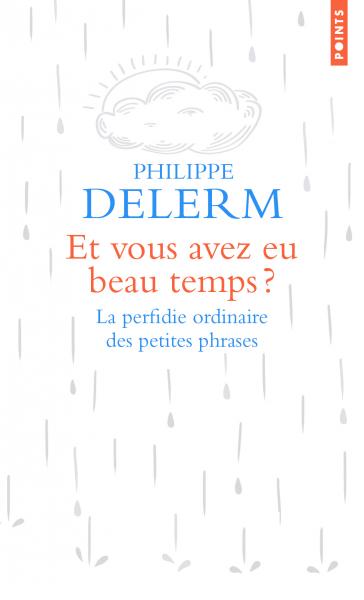 POINTS
PHILIPPE
DELERM
Et vous avez eu
beau temps ?
La perfidie ordinaire
des petites phrases